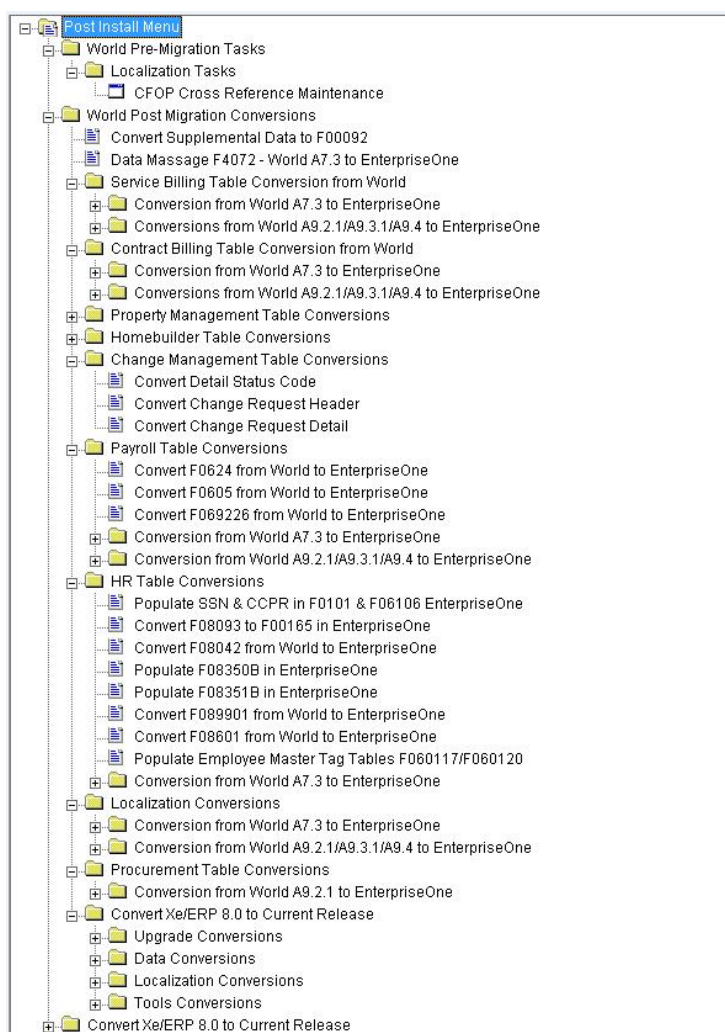 Post Install Menu
World Pre-Migration Tasks
Localization Tasks
CFOP Cross Reference Maintenance
World Post Migration Conversions
Convert Supplemental Data to F00092
Data Massage F4072 - World A7.3 to EnterpriseOne
Service Billing Table Conversion from World
Conversion from World A7.3 to EnterpriseOne
Conversions from World A9.2.1/A9.3.1/A9.4 to EnterpriseOne
Contract Billing Table Conversion from World
Conversion from World A7.3 to EnterpriseOne
Conversions from World A9.2.1/A9.3.1/A9.4 to EnterpriseOne
Property Management Table Conversions
Homebuilder Table Conversions
Change Management Table Conversions
Convert Detail Status Code
Convert Change Request Header
Convert Change Request Detail
Payroll Table Conversions
Convert F0624 from World to EnterpriseOne
Convert F0605 from World to EnterpriseOne
Convert F069226 from World to EnterpriseOne
Conversion from World A7.3 to EnterpriseOne
Conversion from World A9.2.1/A9.3.1/A9.4 to EnterpriseOne
HR Table Conversions
Populate SSN & CCPR in F0101 & F06106 EnterpriseOne
Convert F08093 to F00165 in EnterpriseOne
Convert F08042 from World to EnterpriseOne
Populate F08350B in EnterpriseOne
Populate F08351B in EnterpriseOne
Convert F089901 from World to EnterpriseOne
Convert F08601 from World to EnterpriseOne
Populate Employee Master Tag Tables F060117/F060120
Conversion from World A7.3 to EnterpriseOne
Localization Conversions
Conversion from World A7.3 to EnterpriseOne
Conversion from World A9.2.1/A9.3.1/A9.4 to EnterpriseOne
Procurement Table Conversions
Conversion from World A9.2.1 to EnterpriseOne
Convert Xe/ERP 8.0 to Current Release
Upgrade Conversions
Data Conversions
Localization Conversions
Tools Conversions
Convert Xe/ERP 8.0 to Current Release